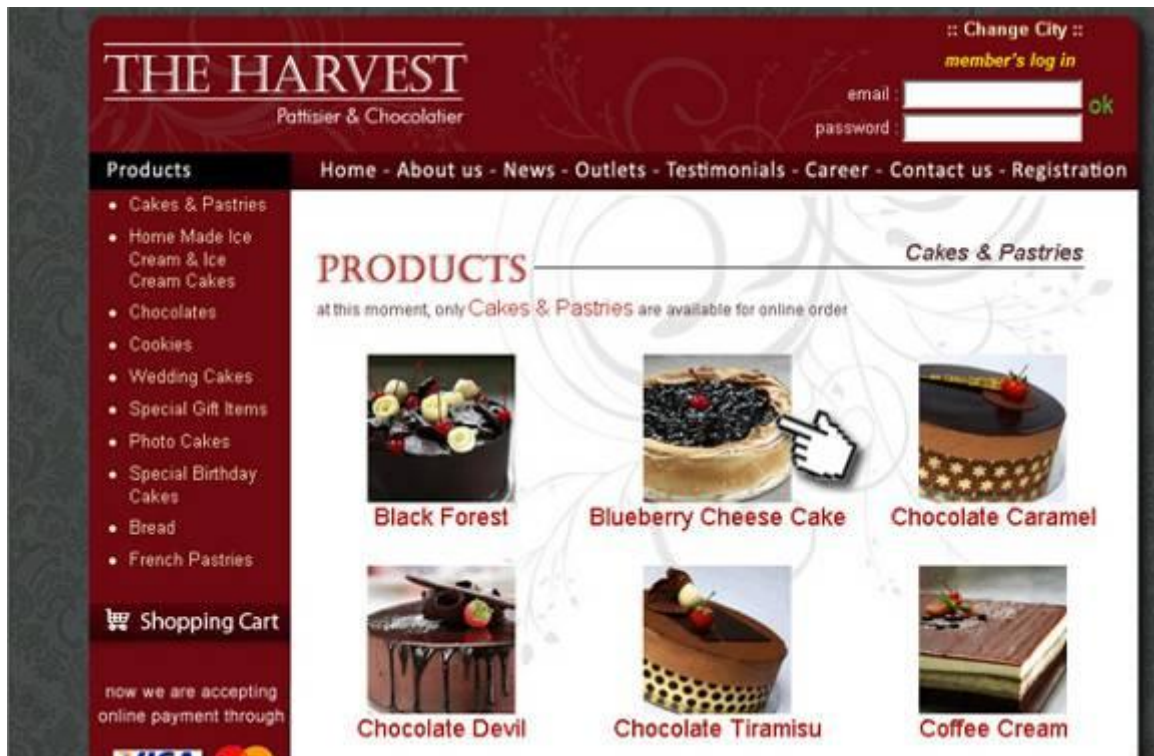 :: Change City ::
member's log in
THE HARVEST
Pattisier & Chocolatier
email :
ok
password :
Products
Home - About us - News - Outlets - Testimonials - Career - Contact us - Registration
Cakes & Pastries
Home Made Ice
Cream & Ice
Cream Cakes
Chocolates
Cookies
Wedding Cakes
Special Gift Items
Photo Cakes
Special Birthday
Cakes
Bread
French Pastries
Shopping Cart
now we are accepting
online payment through
VISA
Cakes & Pastries
PRODUCTS
at this moment, only Cakes & Pastries are available for online order
Black Forest
Blueberry Cheese Cake
Chocolate Caramel
Chocolate Devil
Chocolate Tiramisu
Coffee Cream